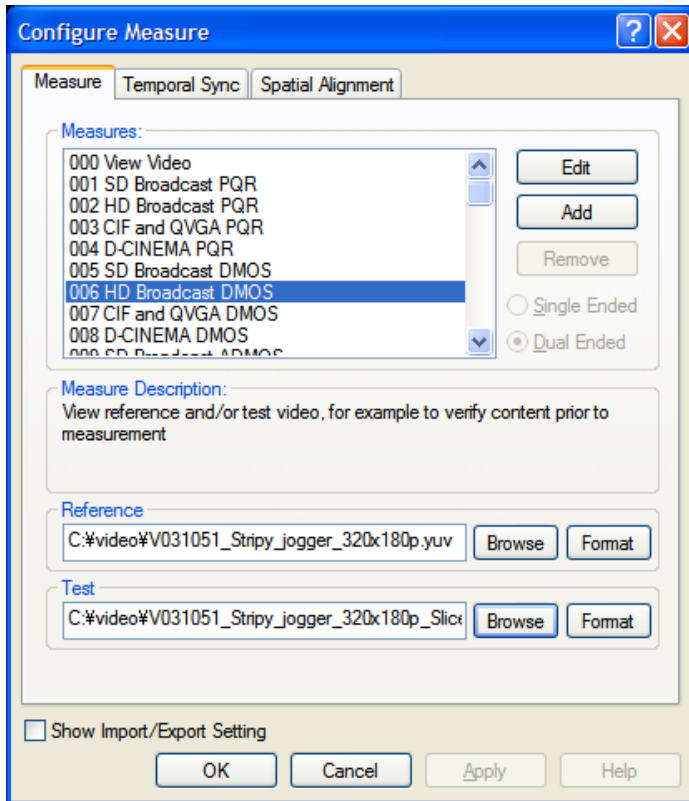 Configure Measure
Measure
Temporal Sync
Spatial Alignment
Measures:
000 View Video
001 SD Broadcast PQR
002 HD Broadcast PQR
003 CIF and QVGA PQR
004 D-CINEMA PQR
005 SD Broadcast DMOS
006 HD Broadcast DMOS
007 CIF and QVGA DMOS
008 D-CINEMA DMOS
009 SD Broadcast ADMOS
Edit
Add
Remove
Single Ended
Dual Ended
Measure Description:
View reference and/or test video, for example to verify content prior to
measurement
Reference
C:¥video¥V031051_Stripy_jogger_320x180p.yuv
Browse
Format
Test
C:¥video¥V031051_Stripy_jogger_320x180p_Slice
Browse
Format
Show Import/Export Setting
OK
Cancel
Apply
Help